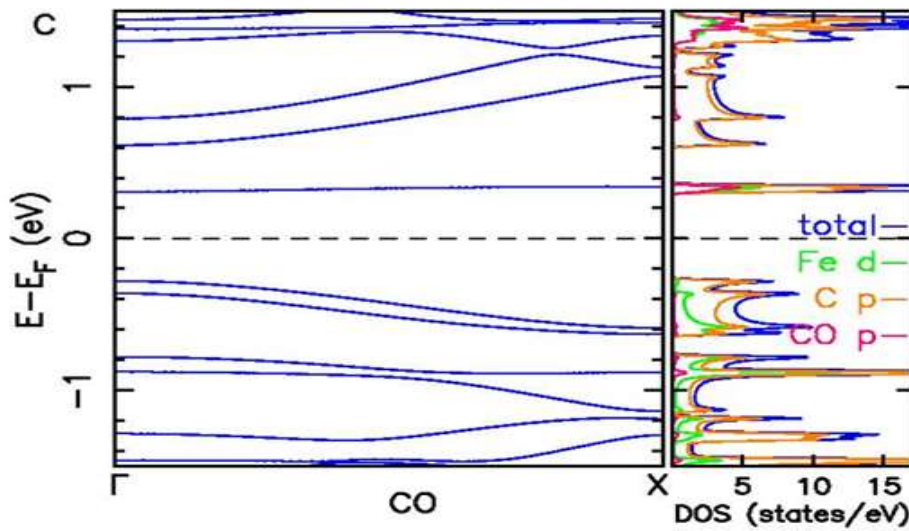 C
E−E_F (eV)
1
0
−1
Γ
CO
X
total
Fe d
C p
CO p
5
10
15
DOS (states/eV)